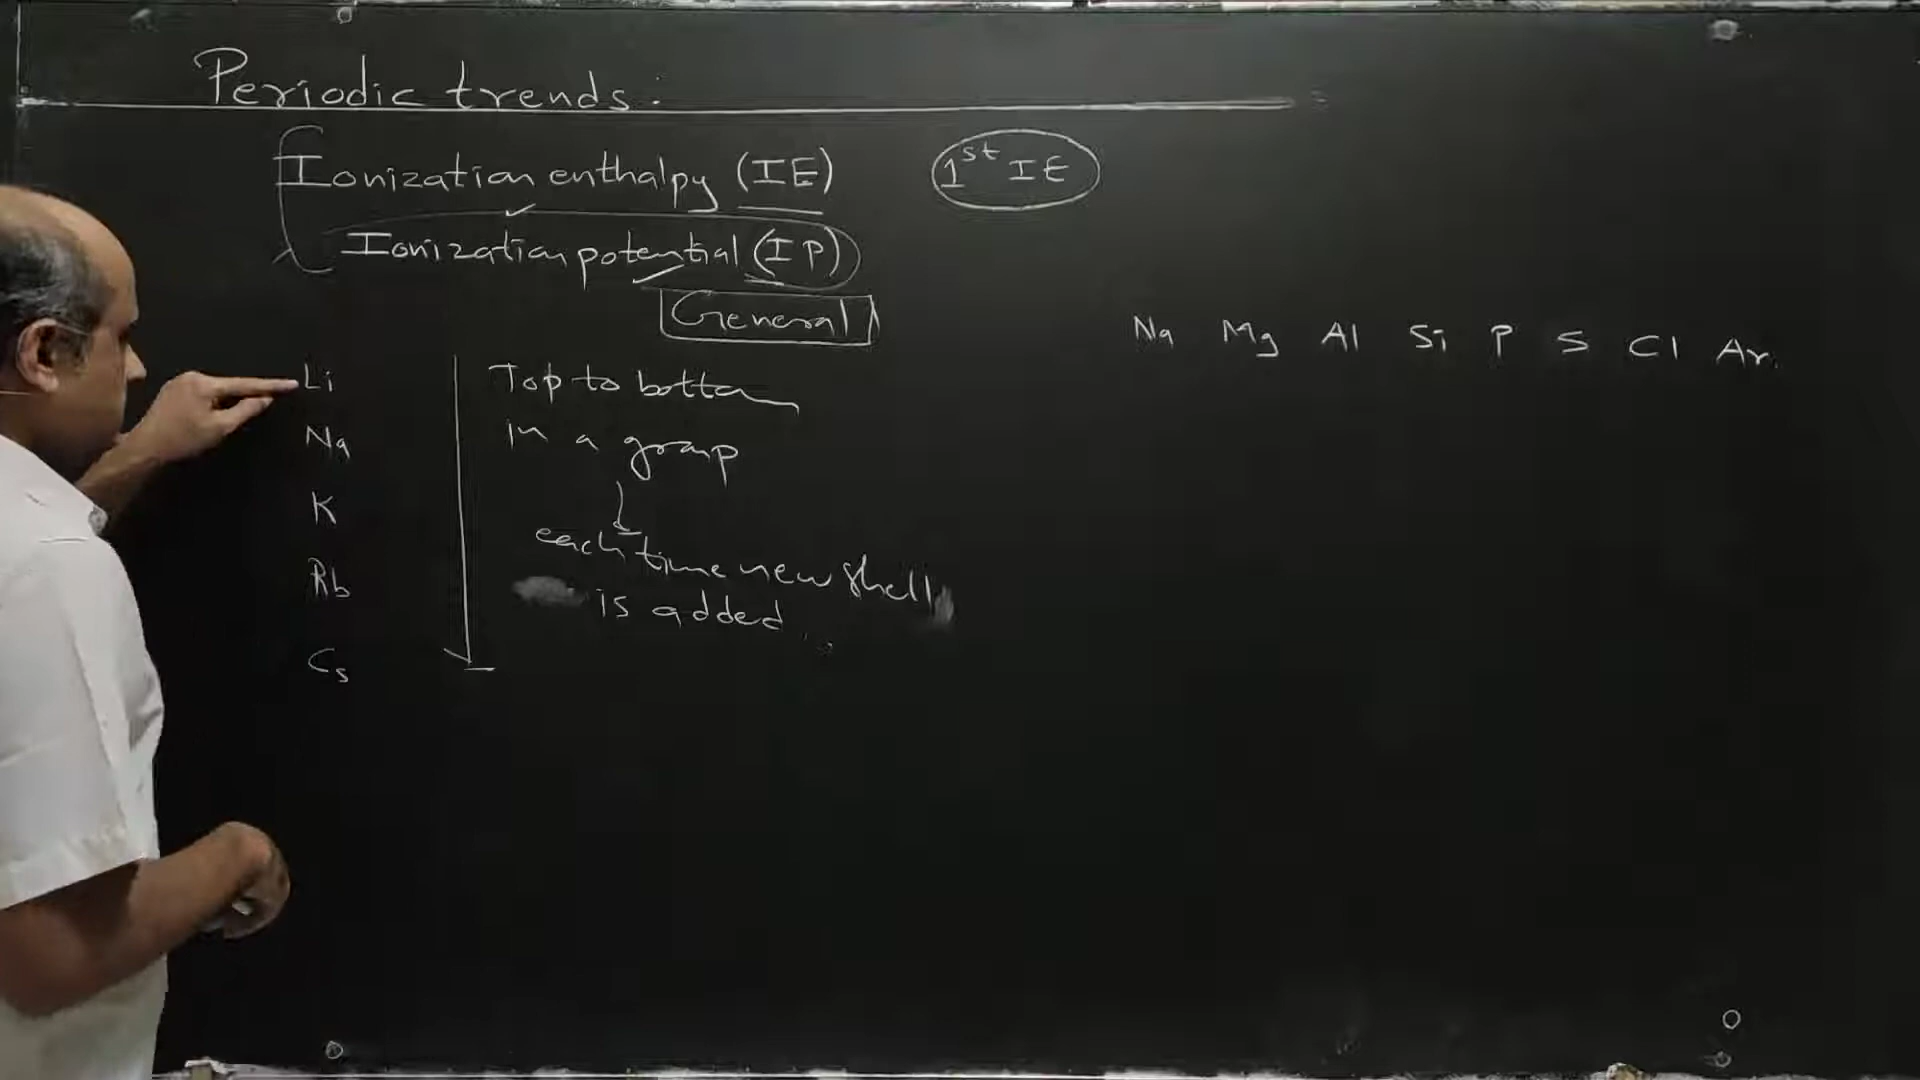 Periodic trends:
Ionization enthalpy (IE)
1st IE
Ionization potential (IP)
General
Na Mg Al Si P S Cl Ar
Li
Na
K
Rb
Cs
Top to bottom
in a group
each time new shell
is added